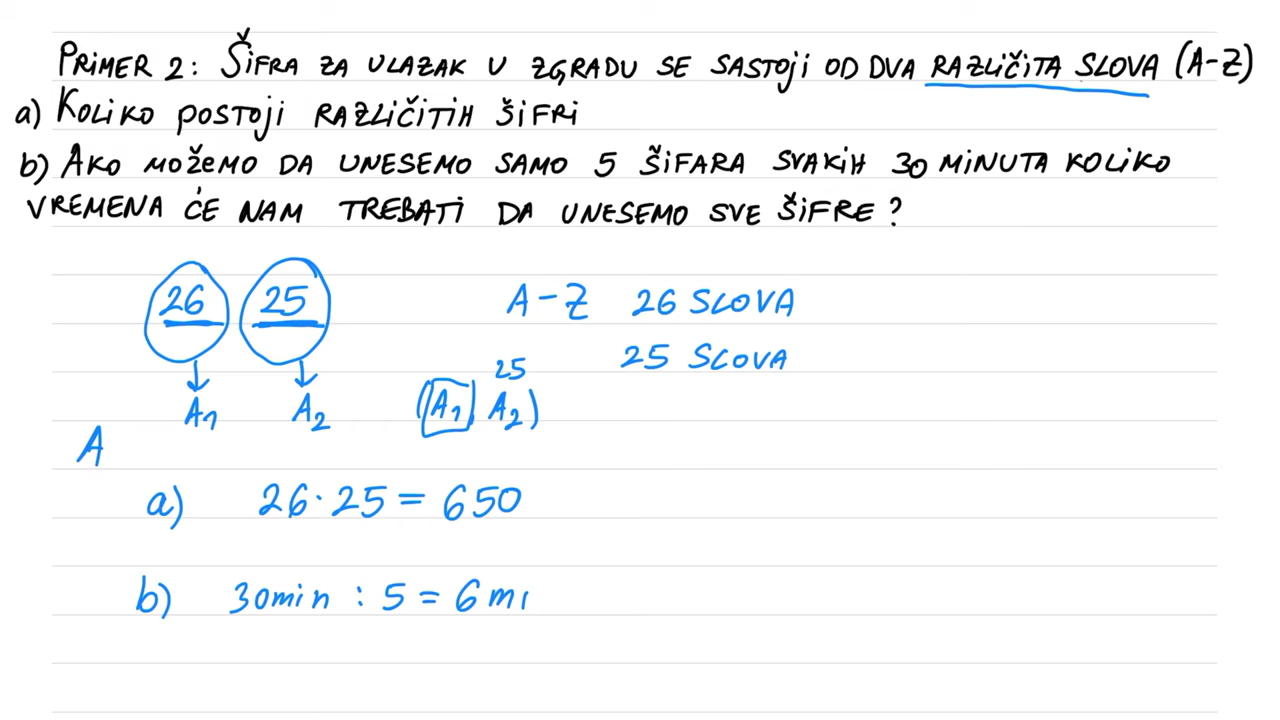 PRIMER 2: ŠIFRA ZA ULAZAK U ZGRADU SE SASTOJI OD DVA RAZLIČITA SLOVA (A-Z)
a) KOLIKO POSTOJI RAZLIČITIH ŠIFRI
b) AKO MOŽEMO DA UNESEMO SAMO 5 ŠIFARA SVAKIH 30 MINUTA KOLIKO
VREMENA ĆE NAM TREBATI DA UNESEMO SVE ŠIFRE?
26 25 A-Z 26 SLOVA
25 SLOVA
25
A1 A2 (A1, A2)
A
a) 26·25=650
b) 30min : 5 = 6 mı